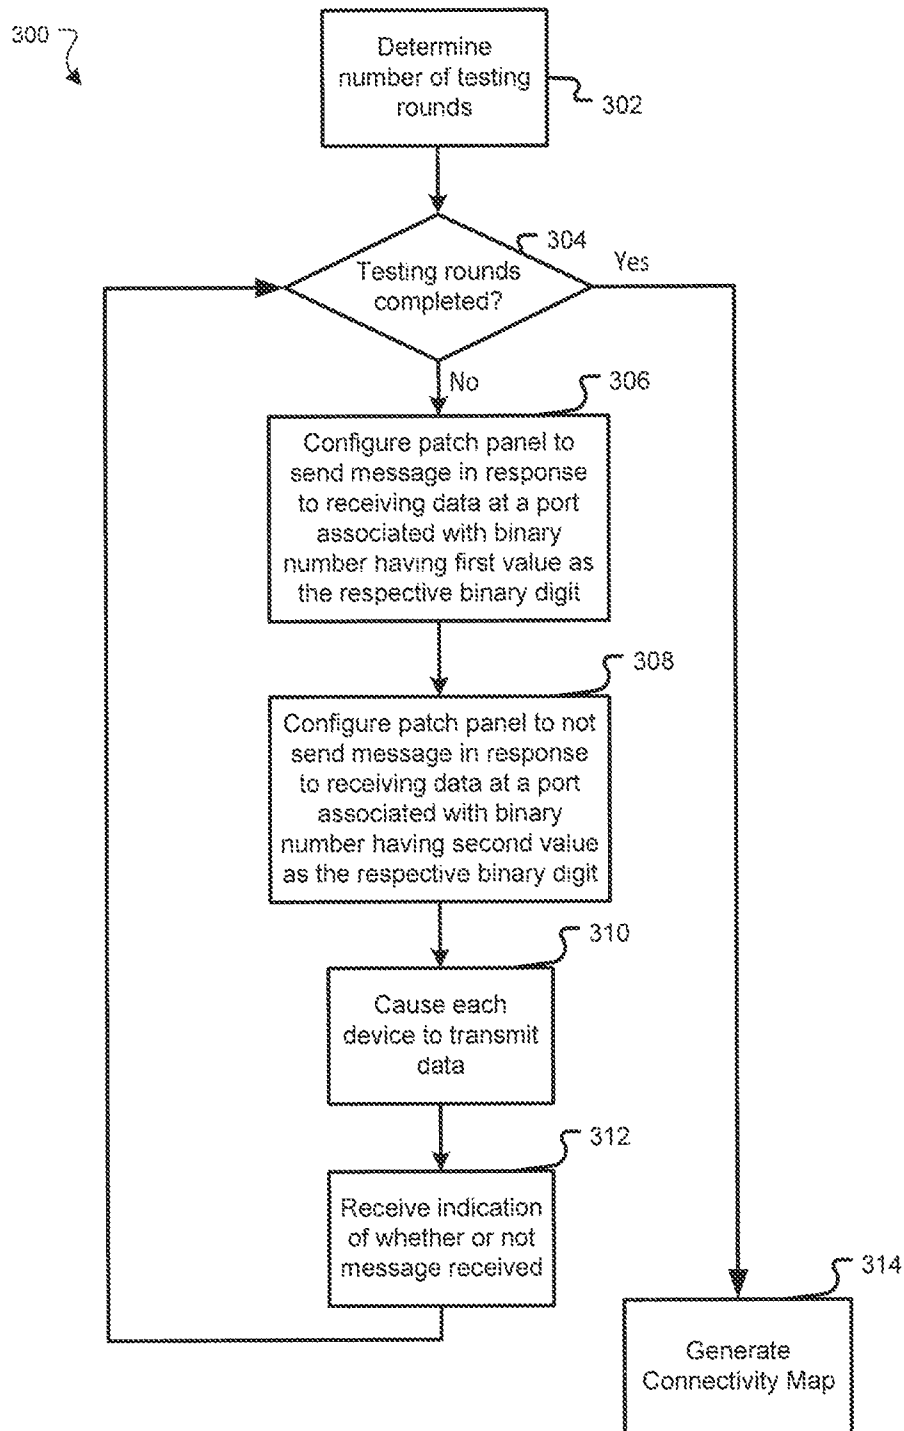 300
Determine
number of testing
rounds
302
304
Testing rounds
completed?
Yes
No
306
Configure patch panel to
send message in response
to receiving data at a port
associated with binary
number having first value as
the respective binary digit
308
Configure patch panel to not
send message in response
to receiving data at a port
associated with binary
number having second value
as the respective binary digit
310
Cause each
device to transmit
data
312
Receive indication
of whether or not
message received
314
Generate
Connectivity Map